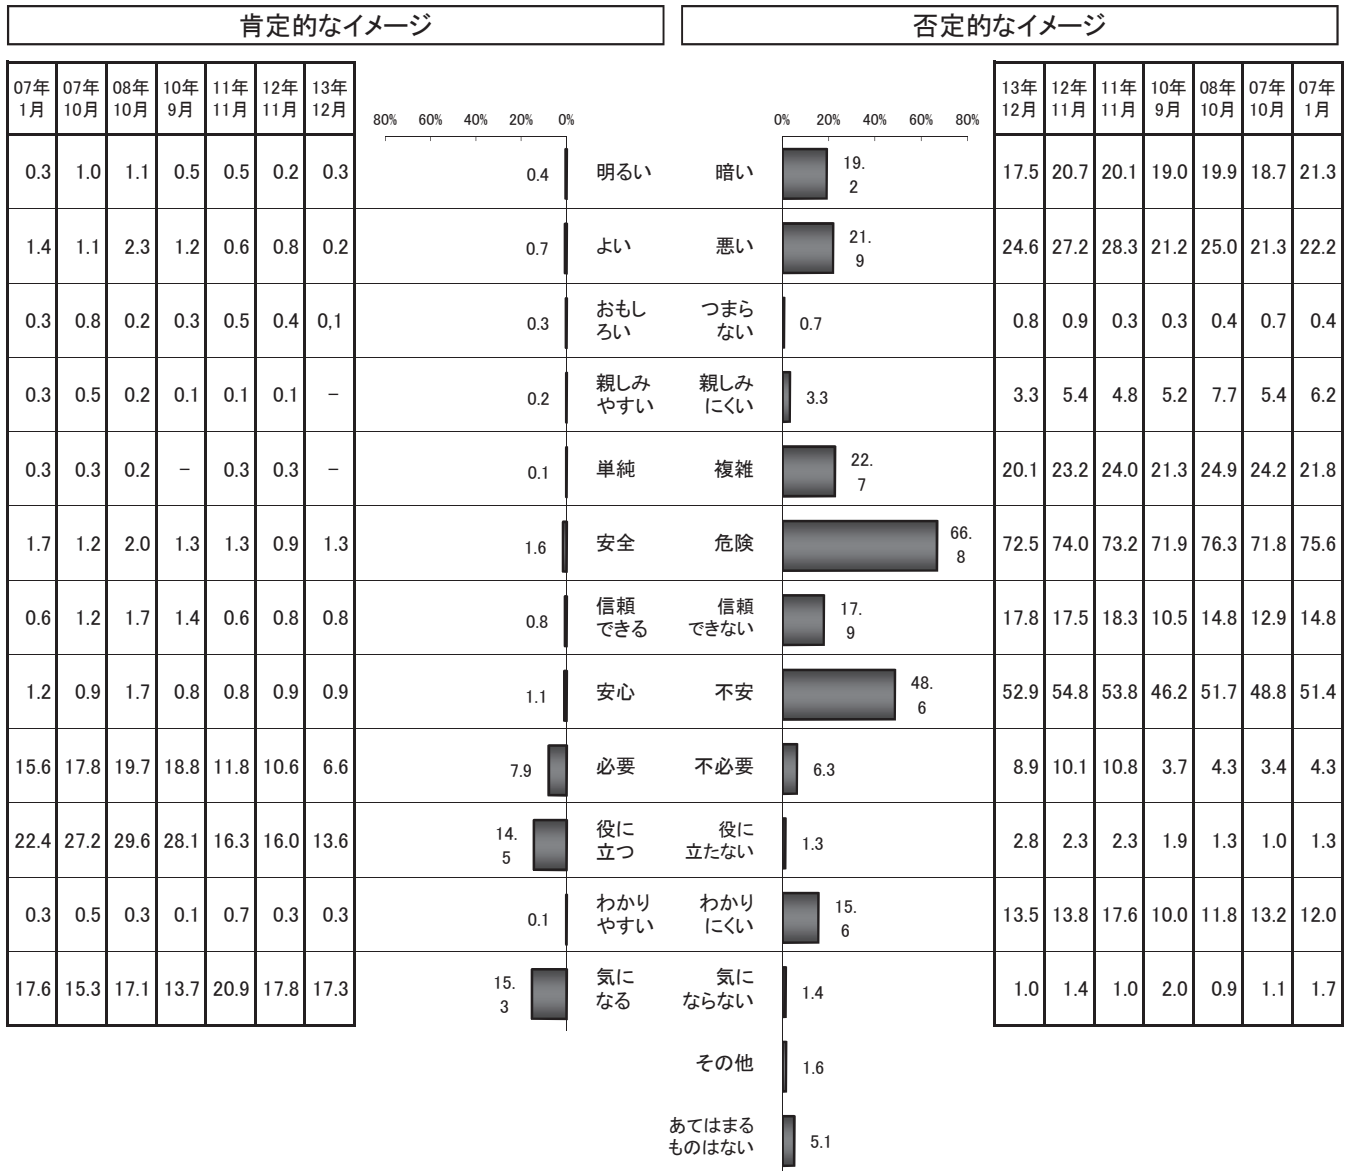 肯定的なイメージ 否定的なイメージ
07年1月 07年10月 08年10月 10年9月 11年11月 12年11月 13年12月
80% 60% 40% 20% 0% 0% 20% 40% 60% 80%
13年12月 12年11月 11年11月 10年9月 08年10月 07年10月 07年1月
0.3 1.0 1.1 0.5 0.5 0.2 0.3 0.4 明るい 暗い 19.2 17.5 20.7 20.1 19.0 19.9 18.7 21.3
1.4 1.1 2.3 1.2 0.6 0.8 0.2 0.7 よい 悪い 21.9 24.6 27.2 28.3 21.2 25.0 21.3 22.2
0.3 0.8 0.2 0.3 0.5 0.4 0,1 0.3 おもしろい つまらない 0.7 0.8 0.9 0.3 0.3 0.4 0.7 0.4
0.3 0.5 0.2 0.1 0.1 0.1 － 0.2 親しみやすい 親しみにくい 3.3 3.3 5.4 4.8 5.2 7.7 5.4 6.2
0.3 0.3 0.2 － 0.3 0.3 － 0.1 単純 複雑 22.7 20.1 23.2 24.0 21.3 24.9 24.2 21.8
1.7 1.2 2.0 1.3 1.3 0.9 1.3 1.6 安全 危険 66.8 72.5 74.0 73.2 71.9 76.3 71.8 75.6
0.6 1.2 1.7 1.4 0.6 0.8 0.8 0.8 信頼できる 信頼できない 17.9 17.8 17.5 18.3 10.5 14.8 12.9 14.8
1.2 0.9 1.7 0.8 0.8 0.9 0.9 1.1 安心 不安 48.6 52.9 54.8 53.8 46.2 51.7 48.8 51.4
15.6 17.8 19.7 18.8 11.8 10.6 6.6 7.9 必要 不必要 6.3 8.9 10.1 10.8 3.7 4.3 3.4 4.3
22.4 27.2 29.6 28.1 16.3 16.0 13.6 14.5 役に立つ 役に立たない 1.3 2.8 2.3 2.3 1.9 1.3 1.0 1.3
0.3 0.5 0.3 0.1 0.7 0.3 0.3 0.1 わかりやすい わかりにくい 15.6 13.5 13.8 17.6 10.0 11.8 13.2 12.0
17.6 15.3 17.1 13.7 20.9 17.8 17.3 15.3 気になる 気にならない 1.4 1.0 1.4 1.0 2.0 0.9 1.1 1.7
その他 1.6
あてはまるものはない 5.1